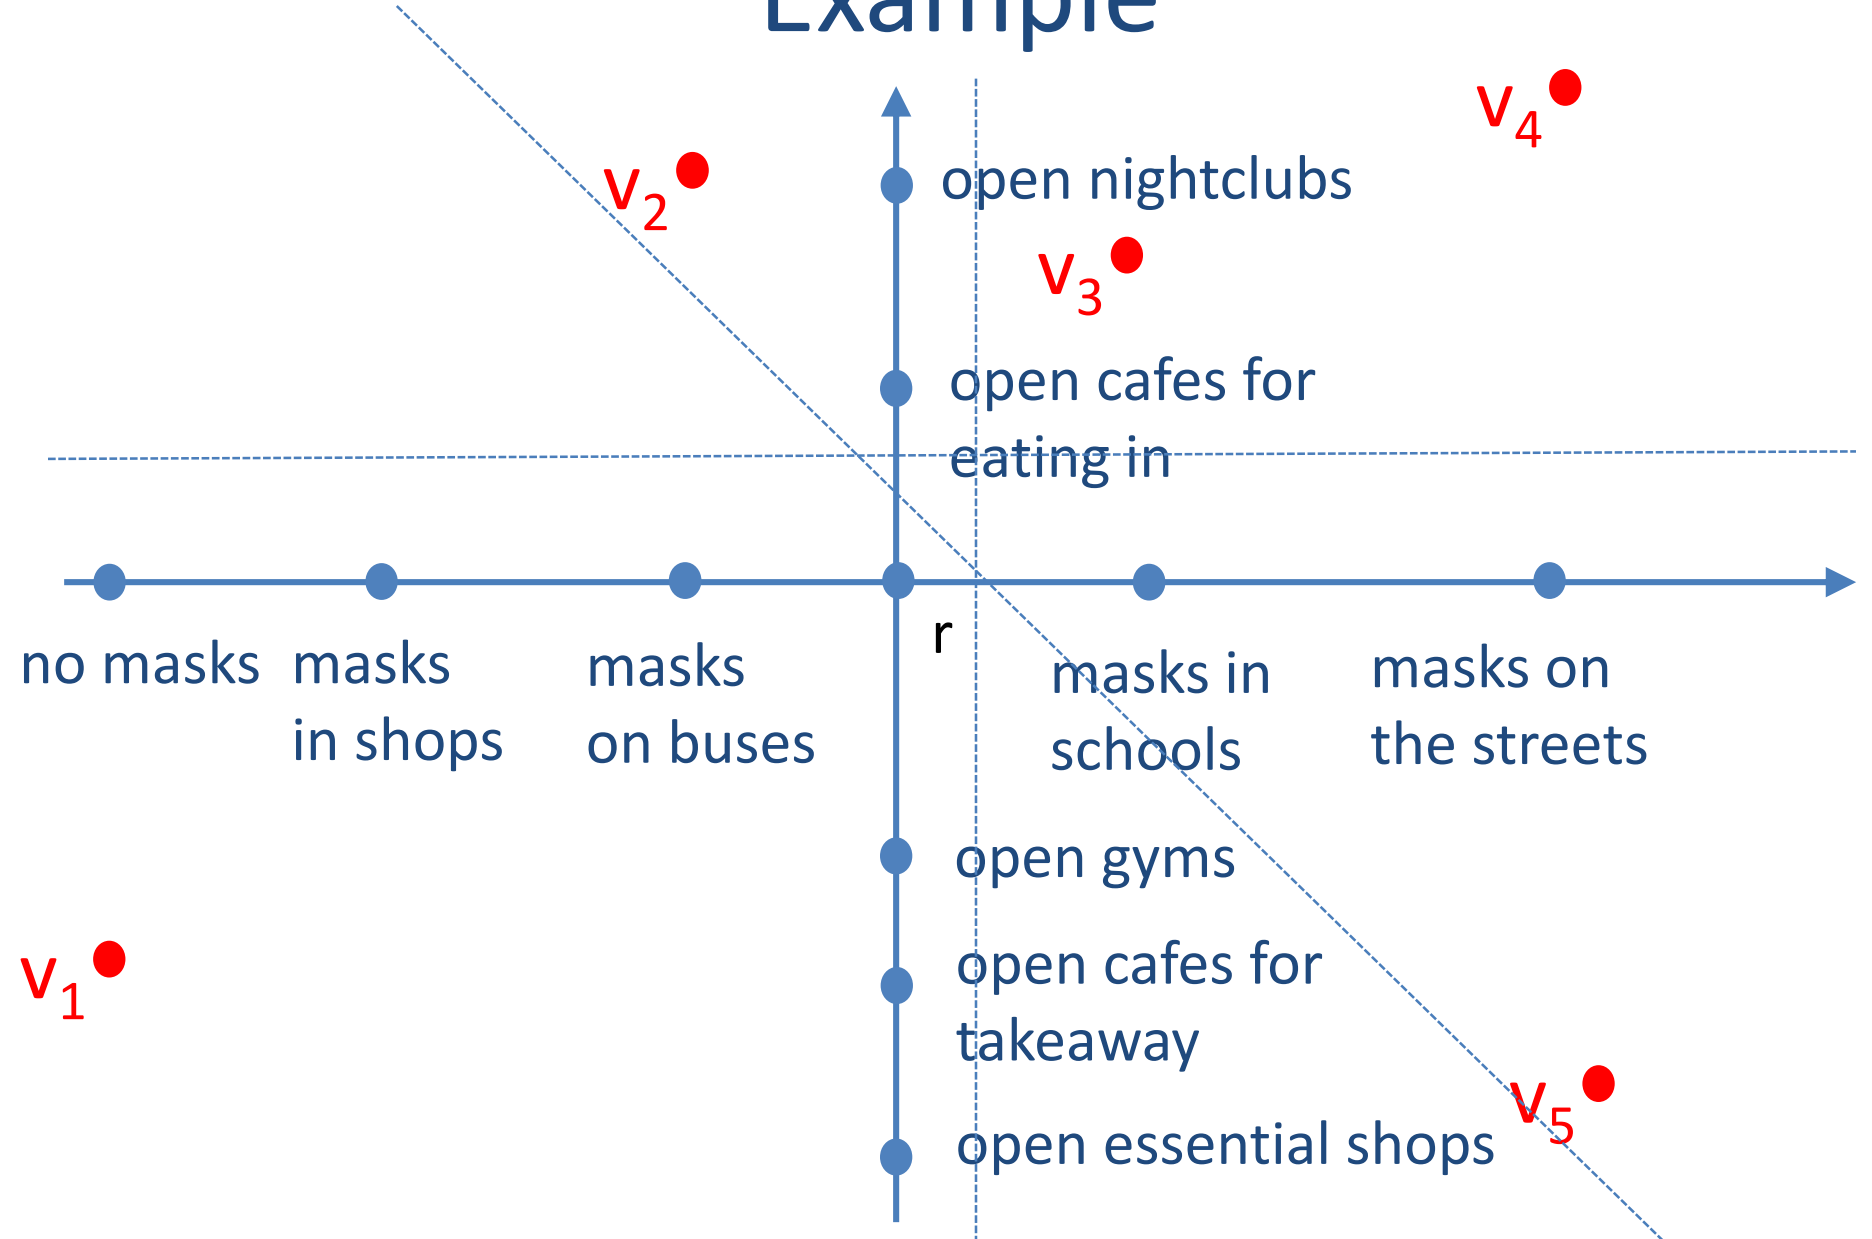 Example
v4
v2
open nightclubs
v3
open cafes for
eating in
r
no masks
masks
in shops
masks
on buses
masks in
schools
masks on
the streets
open gyms
v1
open cafes for
takeaway
v5
open essential shops